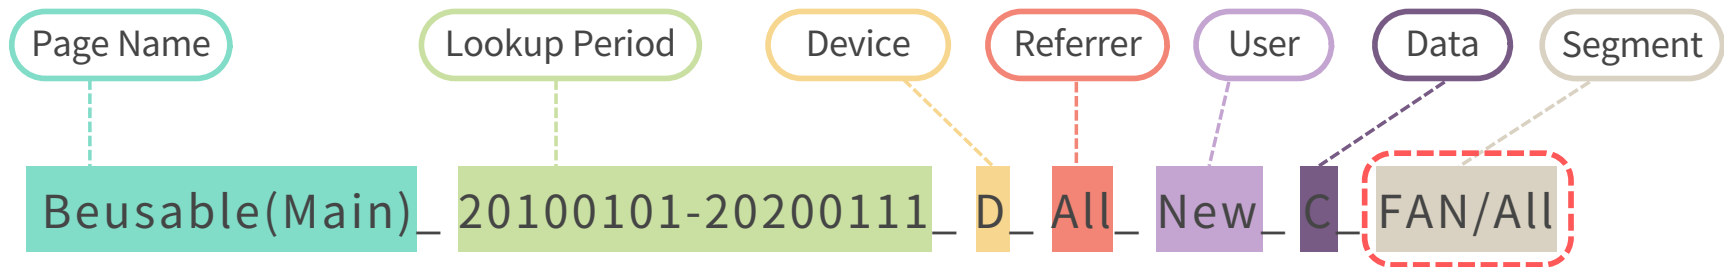 Page Name Lookup Period Device Referrer User Data Segment
Beusable(Main)_20100101-20200111_D_All_New_C_FAN/All